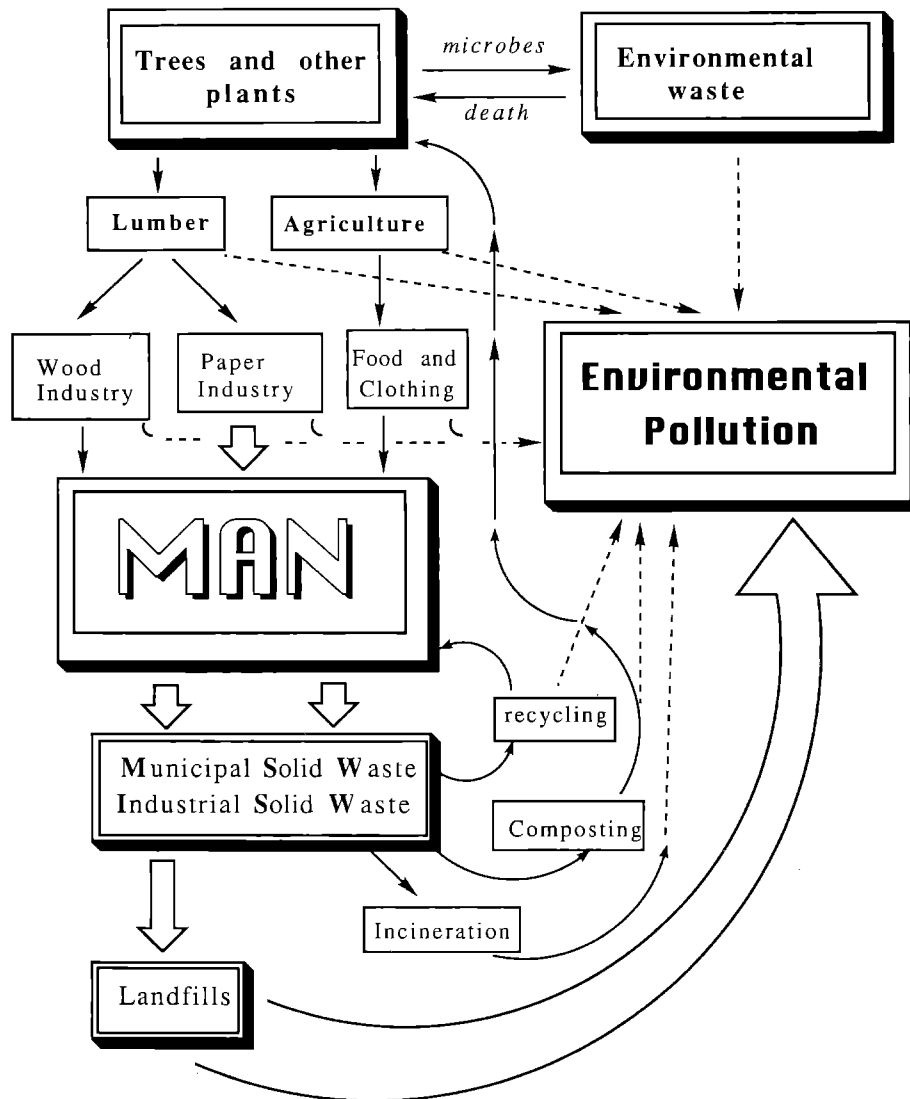 Trees and other
plants
microbes
death
Environmental
waste
Lumber
Agriculture
Wood
Industry
Paper
Industry
Food and
Clothing
Environmental
Pollution
MAN
recycling
Municipal Solid Waste
Industrial Solid Waste
Composting
Incineration
Landfills